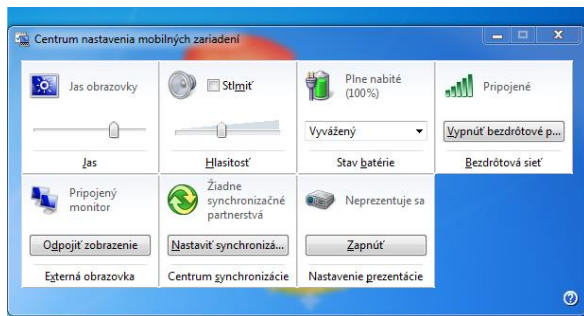 Centrum nastavenia mobilných zariadení
Jas obrazovky
Jas
Stlmiť
Hlasitosť
Plne nabité
(100%)
Vyvážený
Stav batérie
Pripojené
Vypnúť bezdrôtové p...
Bezdrôtová sieť
Pripojený
monitor
Odpojiť zobrazenie
Externá obrazovka
Žiadne
synchronizačné
partnerstvá
Nastaviť synchronizá...
Centrum synchronizácie
Neprezentuje sa
Zapnúť
Nastavenie prezentácie